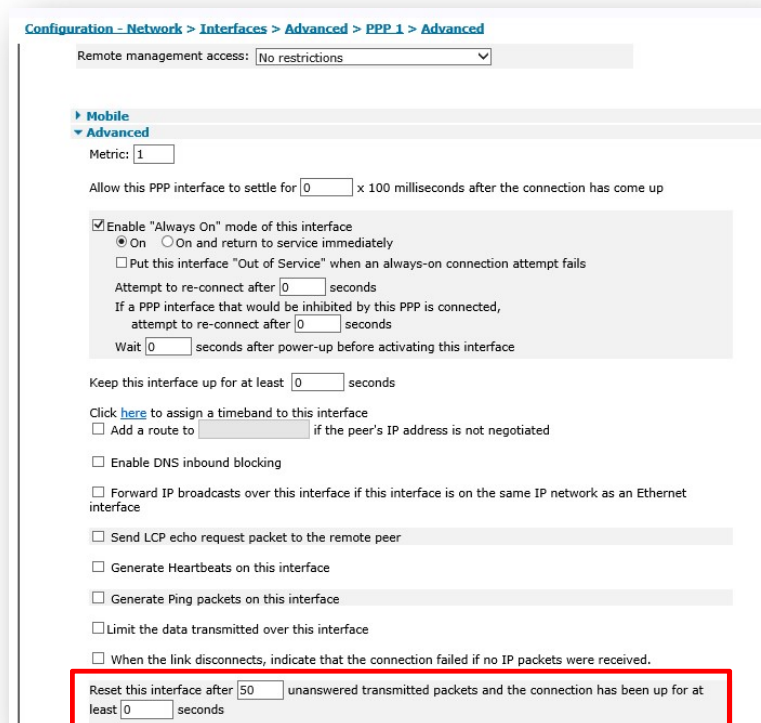 Configuration - Network > Interfaces > Advanced > PPP 1 > Advanced
Remote management access: No restrictions
Mobile
Advanced
Metric: 1
Allow this PPP interface to settle for 0 x 100 milliseconds after the connection has come up
Enable "Always On" mode of this interface
On On and return to service immediately
Put this interface "Out of Service" when an always-on connection attempt fails
Attempt to re-connect after 0 seconds
If a PPP interface that would be inhibited by this PPP is connected,
attempt to re-connect after 0 seconds
Wait 0 seconds after power-up before activating this interface
Keep this interface up for at least 0 seconds
Click here to assign a timeband to this interface
Add a route to if the peer's IP address is not negotiated
Enable DNS inbound blocking
Forward IP broadcasts over this interface if this interface is on the same IP network as an Ethernet
interface
Send LCP echo request packet to the remote peer
Generate Heartbeats on this interface
Generate Ping packets on this interface
Limit the data transmitted over this interface
When the link disconnects, indicate that the connection failed if no IP packets were received.
Reset this interface after 50 unanswered transmitted packets and the connection has been up for at
least 0 seconds